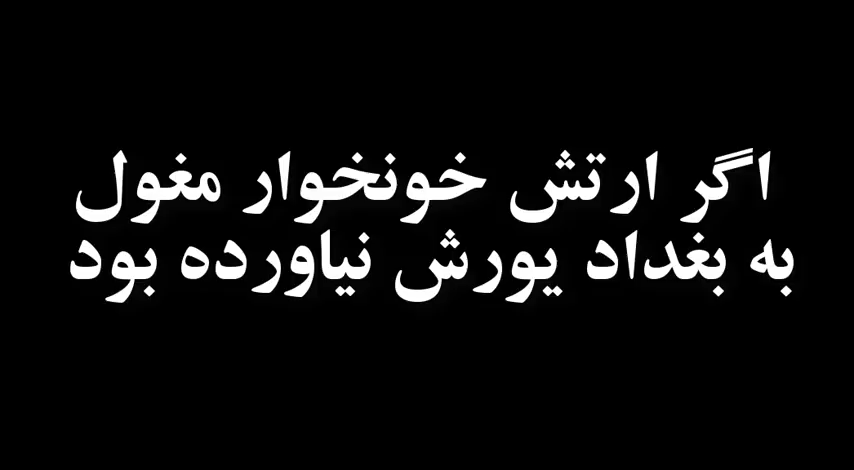 اگر ارتش خونخوار مغول
به بغداد یورش نیاورده بود